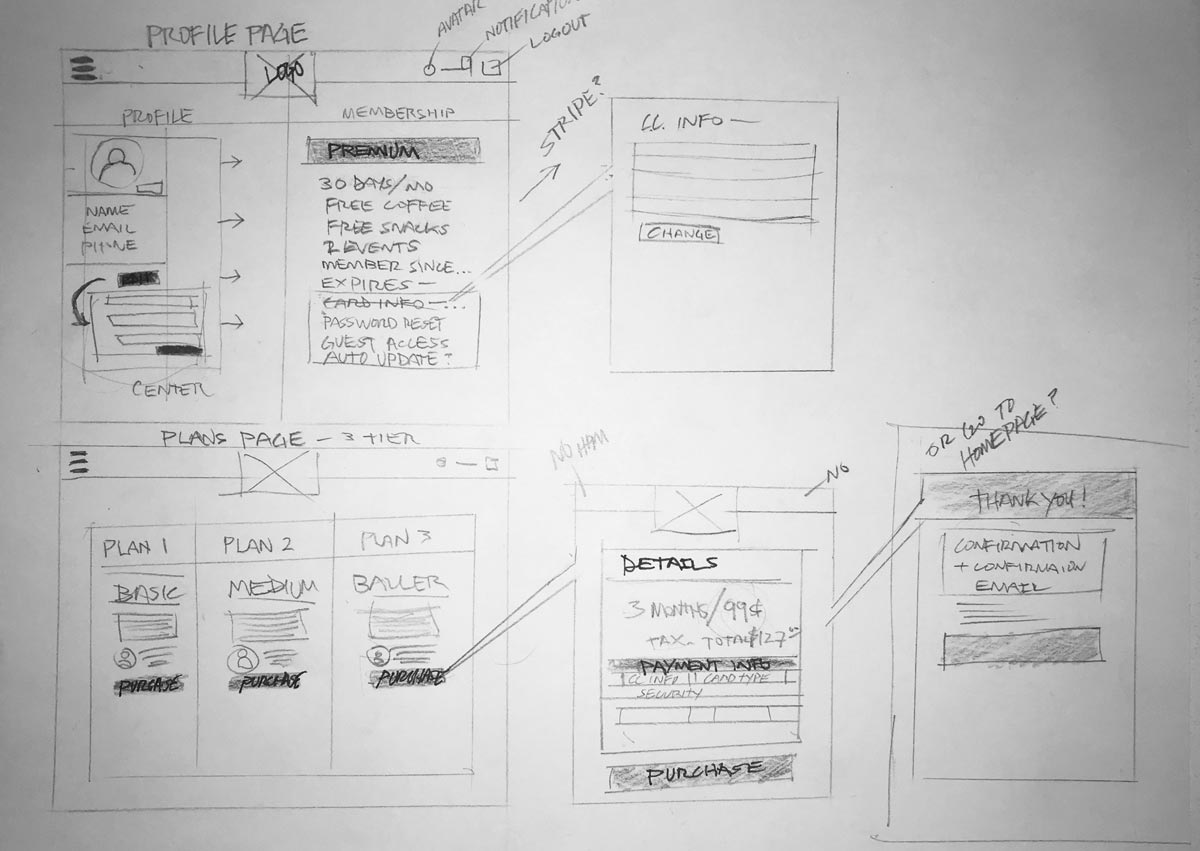 PROFILE PAGE
AVATAR
NOTIFICATION
LOGOUT
LOGO
PROFILE
MEMBERSHIP
NAME
EMAIL
PHONE
CENTER
PREMIUM
30 DAYS/MO
FREE COFFEE
FREE SNACKS
2 EVENTS
MEMBER SINCE...
EXPIRES —
CARD INFO —...
PASSWORD RESET
GUEST ACCESS
AUTO UPDATE?
STRIPE?
C.C. INFO —
CHANGE
PLANS PAGE — 3 TIER
PLAN 1
PLAN 2
PLAN 3
BASIC
MEDIUM
BALLER
PURCASE
PURCHASE
PURCHASE
NO HAM
NO
DETAILS
3 MONTHS/99¢
TAX — TOTAL $127.00
PAYMENT INFO
CC INFO CARD TYPE
SECURITY
PURCHASE
OR GO TO
HOMEPAGE?
THANK YOU!
CONFIRMATION
+ CONFIRMAION
EMAIL